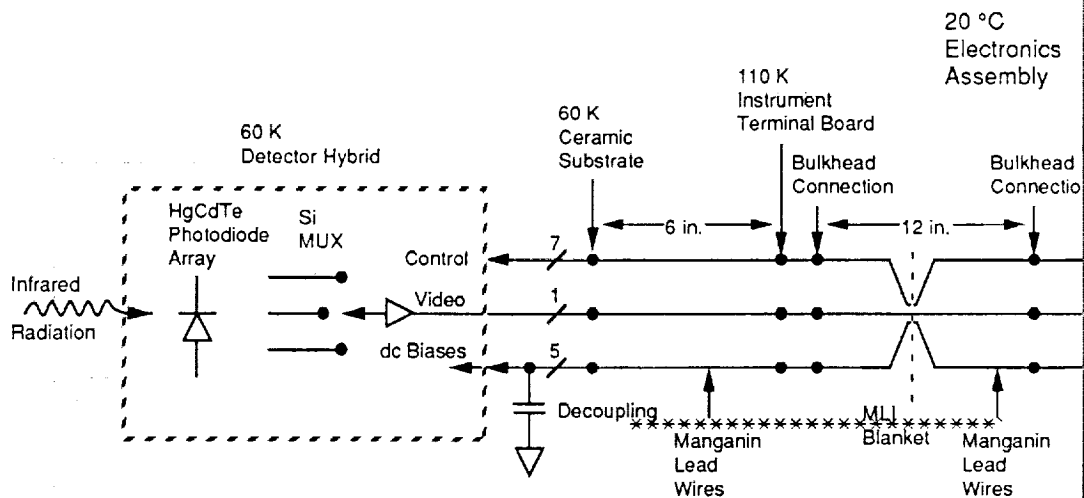 20 °C
Electronics
Assembly
110 K
Instrument
Terminal Board
60 K
Ceramic
Substrate
60 K
Detector Hybrid
Bulkhead
Connection
Bulkhead
Connectio
HgCdTe
Photodiode
Array
Si
MUX
6 in.
12 in.
Control
7
Infrared
Radiation
Video
1
dc Biases
5
Decoupling
MLI
Blanket
Manganin
Lead
Wires
Manganin
Lead
Wires